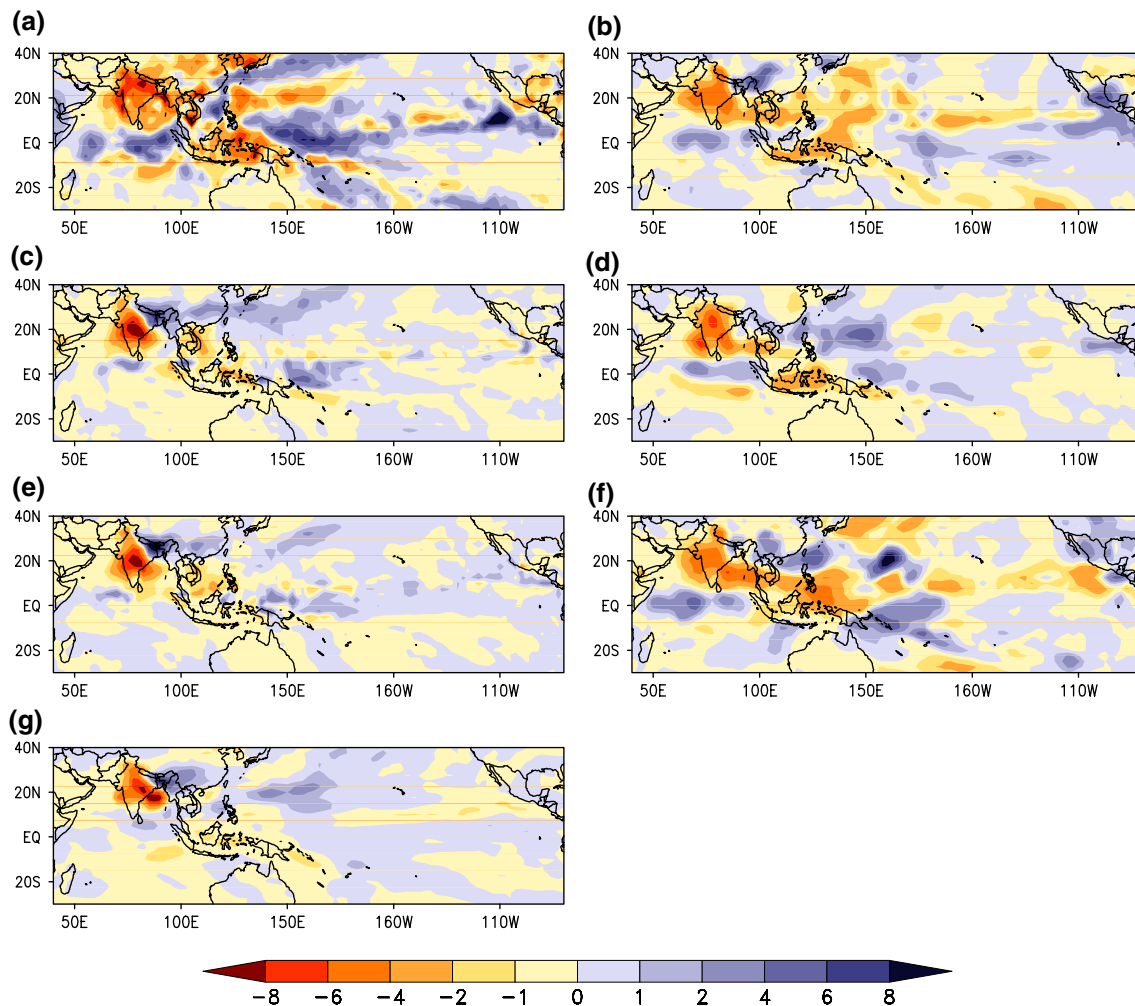 (a) (b)
40N 40N
20N 20N
EQ EQ
20S 20S
50E 100E 150E 160W 110W 50E 100E 150E 160W 110W
(c) (d)
40N 40N
20N 20N
EQ EQ
20S 20S
50E 100E 150E 160W 110W 50E 100E 150E 160W 110W
(e) (f)
40N 40N
20N 20N
EQ EQ
20S 20S
50E 100E 150E 160W 110W 50E 100E 150E 160W 110W
(g)
40N
20N
EQ
20S
50E 100E 150E 160W 110W
−8 −6 −4 −2 −1 0 1 2 4 6 8